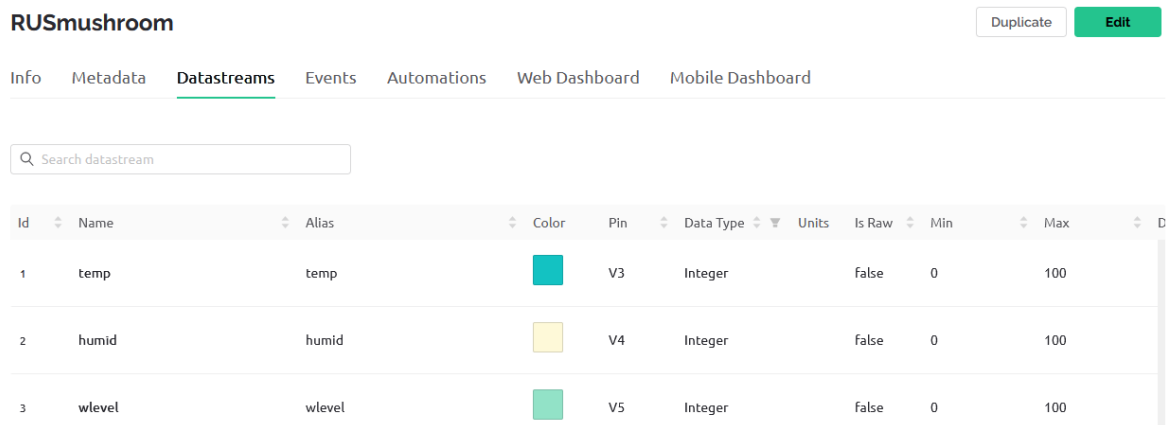 RUSmushroom
Duplicate Edit
Info Metadata Datastreams Events Automations Web Dashboard Mobile Dashboard
Search datastream
Id Name Alias Color Pin Data Type Units Is Raw Min Max D
1 temp temp V3 Integer false 0 100
2 humid humid V4 Integer false 0 100
3 wlevel wlevel V5 Integer false 0 100